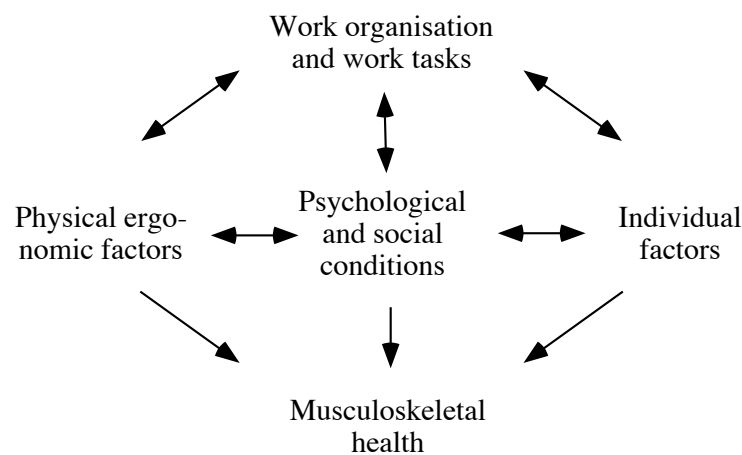 Work organisation
and work tasks
Physical ergo-
nomic factors
Psychological
and social
conditions
Individual
factors
Musculoskeletal
health